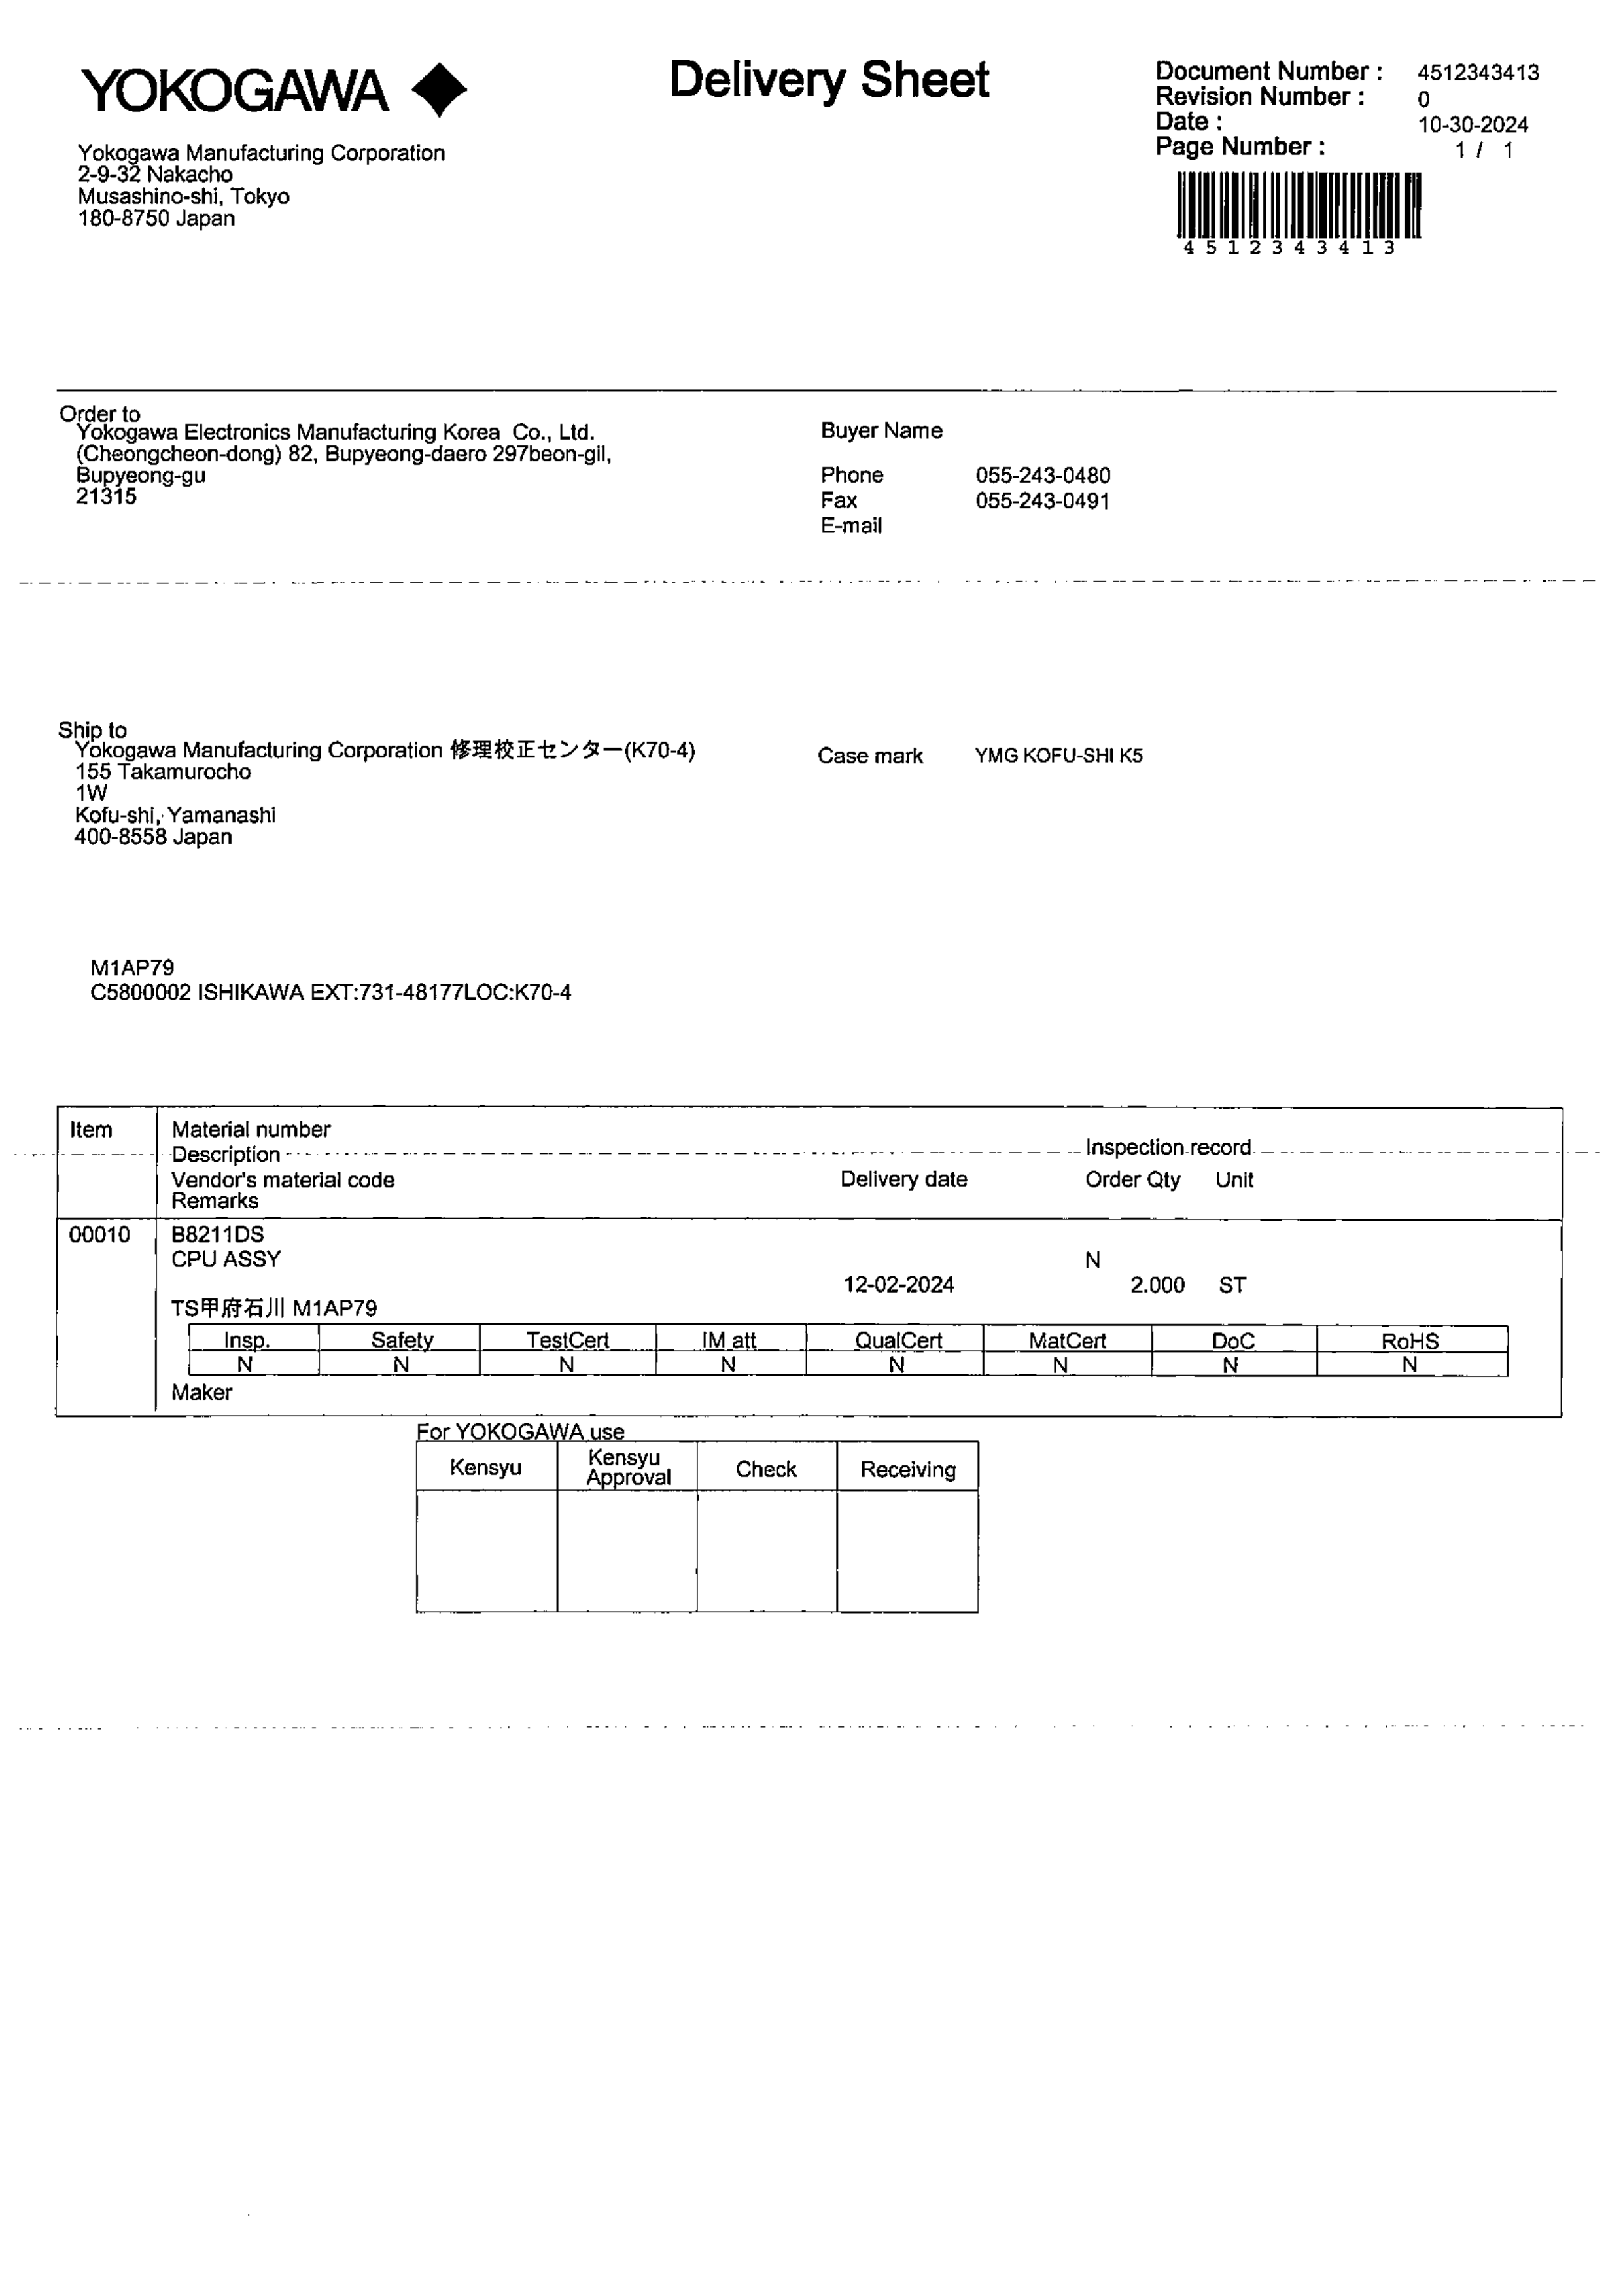 YOKOGAWA
Delivery Sheet
Document Number : 4512343413
Revision Number : 0
Date : 10-30-2024
Page Number : 1 / 1
4512343413
Yokogawa Manufacturing Corporation
2-9-32 Nakacho
Musashino-shi, Tokyo
180-8750 Japan
Order to
Yokogawa Electronics Manufacturing Korea Co., Ltd.
(Cheongcheon-dong) 82, Bupyeong-daero 297beon-gil,
Bupyeong-gu
21315
Buyer Name
Phone 055-243-0480
Fax 055-243-0491
E-mail
Ship to
Yokogawa Manufacturing Corporation 修理校正センター(K70-4)
155 Takamurocho
1W
Kofu-shi, Yamanashi
400-8558 Japan
Case mark YMG KOFU-SHI K5
M1AP79
C5800002 ISHIKAWA EXT:731-48177LOC:K70-4
Item Material number
Description Inspection record
Vendor's material code Delivery date Order Qty Unit
Remarks
00010 B8211DS
CPU ASSY N
12-02-2024 2.000 ST
TS甲府石川 M1AP79
Insp. Safety TestCert IM att QualCert MatCert DoC RoHS
N N N N N N N N
Maker
For YOKOGAWA use
Kensyu Kensyu Approval Check Receiving